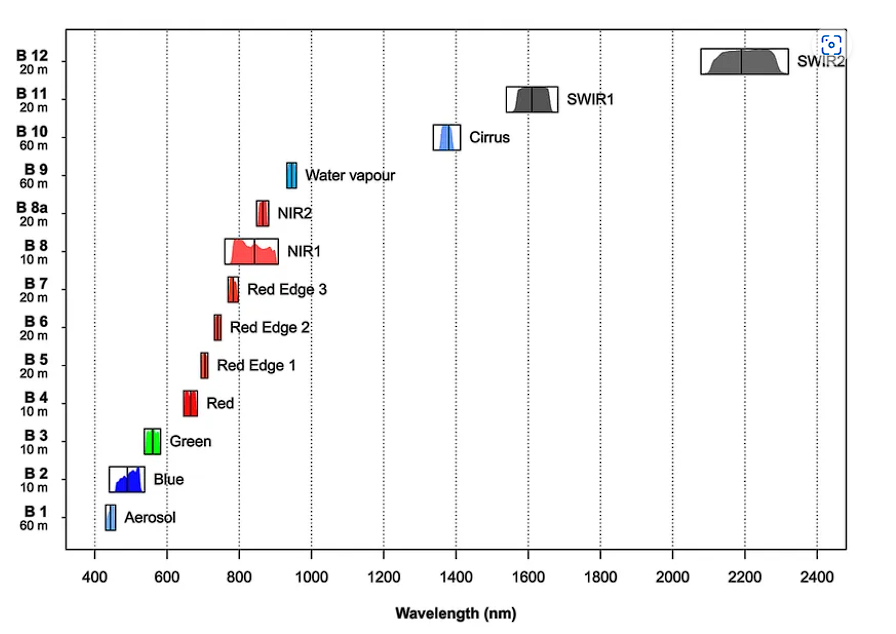 B 12
20 m
SWIR2
B 11
20 m
SWIR1
B 10
60 m
Cirrus
B 9
60 m
Water vapour
B 8a
20 m
NIR2
B 8
10 m
NIR1
B 7
20 m
Red Edge 3
B 6
20 m
Red Edge 2
B 5
20 m
Red Edge 1
B 4
10 m
Red
B 3
10 m
Green
B 2
10 m
Blue
B 1
60 m
Aerosol
400 600 800 1000 1200 1400 1600 1800 2000 2200 2400
Wavelength (nm)